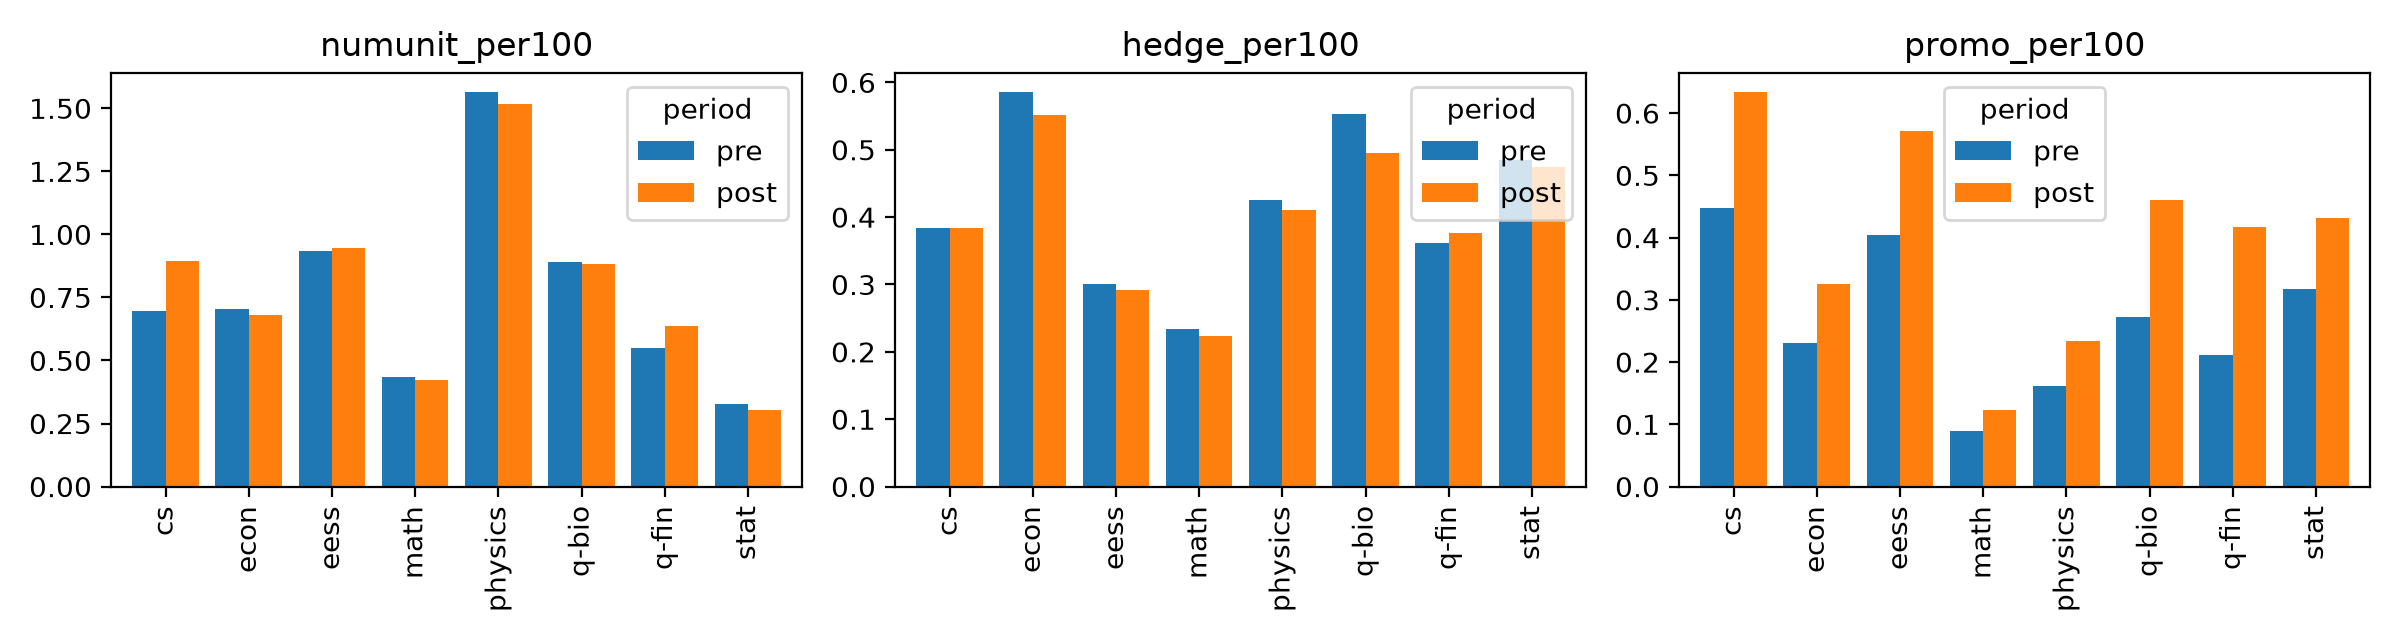 numunit_per100
period
pre
post
1.50
1.25
1.00
0.75
0.50
0.25
0.00
cs
econ
eess
math
physics
q-bio
q-fin
stat
hedge_per100
period
pre
post
0.6
0.5
0.4
0.3
0.2
0.1
0.0
cs
econ
eess
math
physics
q-bio
q-fin
stat
promo_per100
period
pre
post
0.6
0.5
0.4
0.3
0.2
0.1
0.0
cs
econ
eess
math
physics
q-bio
q-fin
stat